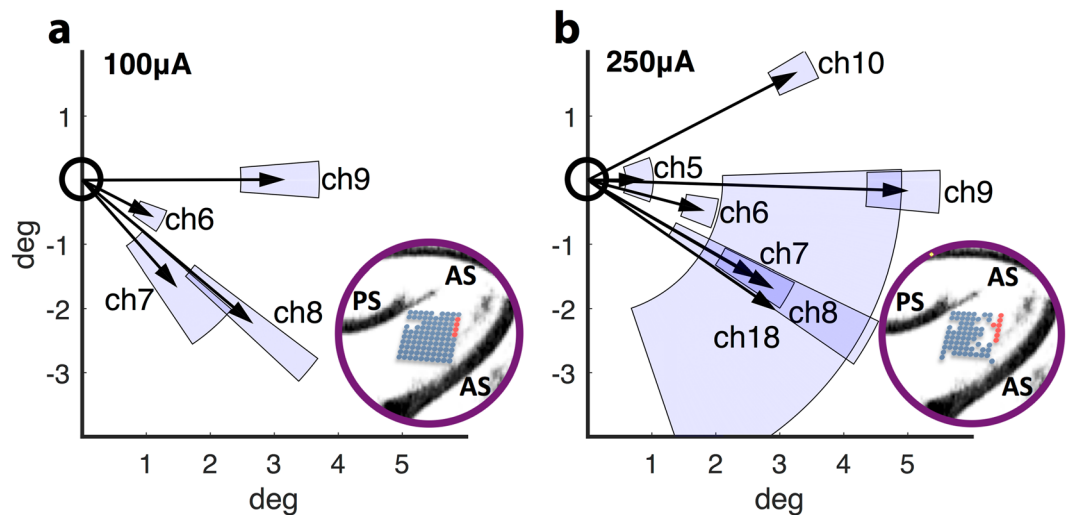 a
100µA
1
-1
-2
-3
deg
ch9
ch6
ch7
ch8
AS
PS
AS
1 2 3 4 5
deg
b
250µA
1
-1
-2
-3
ch10
ch5
ch9
ch6
ch7
ch8
ch18
AS
PS
AS
1 2 3 4 5
deg